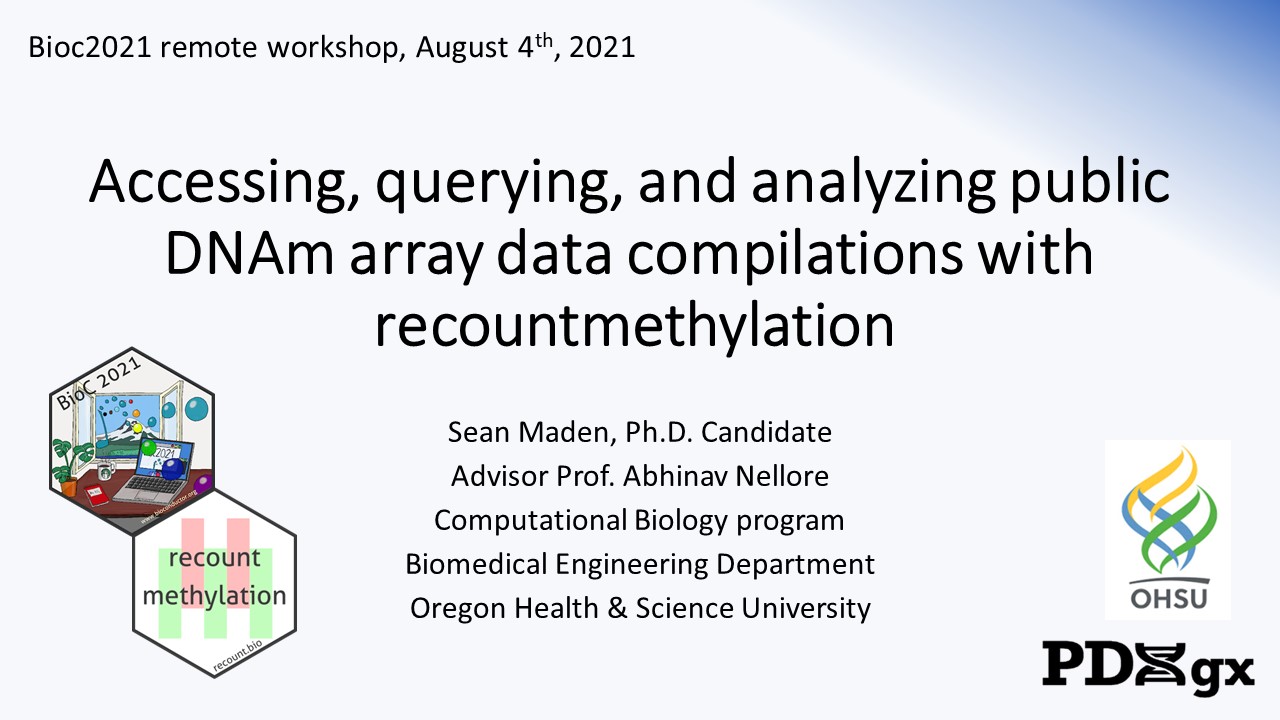 Bioc2021 remote workshop, August 4th, 2021
Accessing, querying, and analyzing public
DNAm array data compilations with
recountmethylation
BioC 2021
2021
www.bioconductor.org
recount
methylation
recount.bio
Sean Maden, Ph.D. Candidate
Advisor Prof. Abhinav Nellore
Computational Biology program
Biomedical Engineering Department
Oregon Health & Science University
OHSU
PDXgx